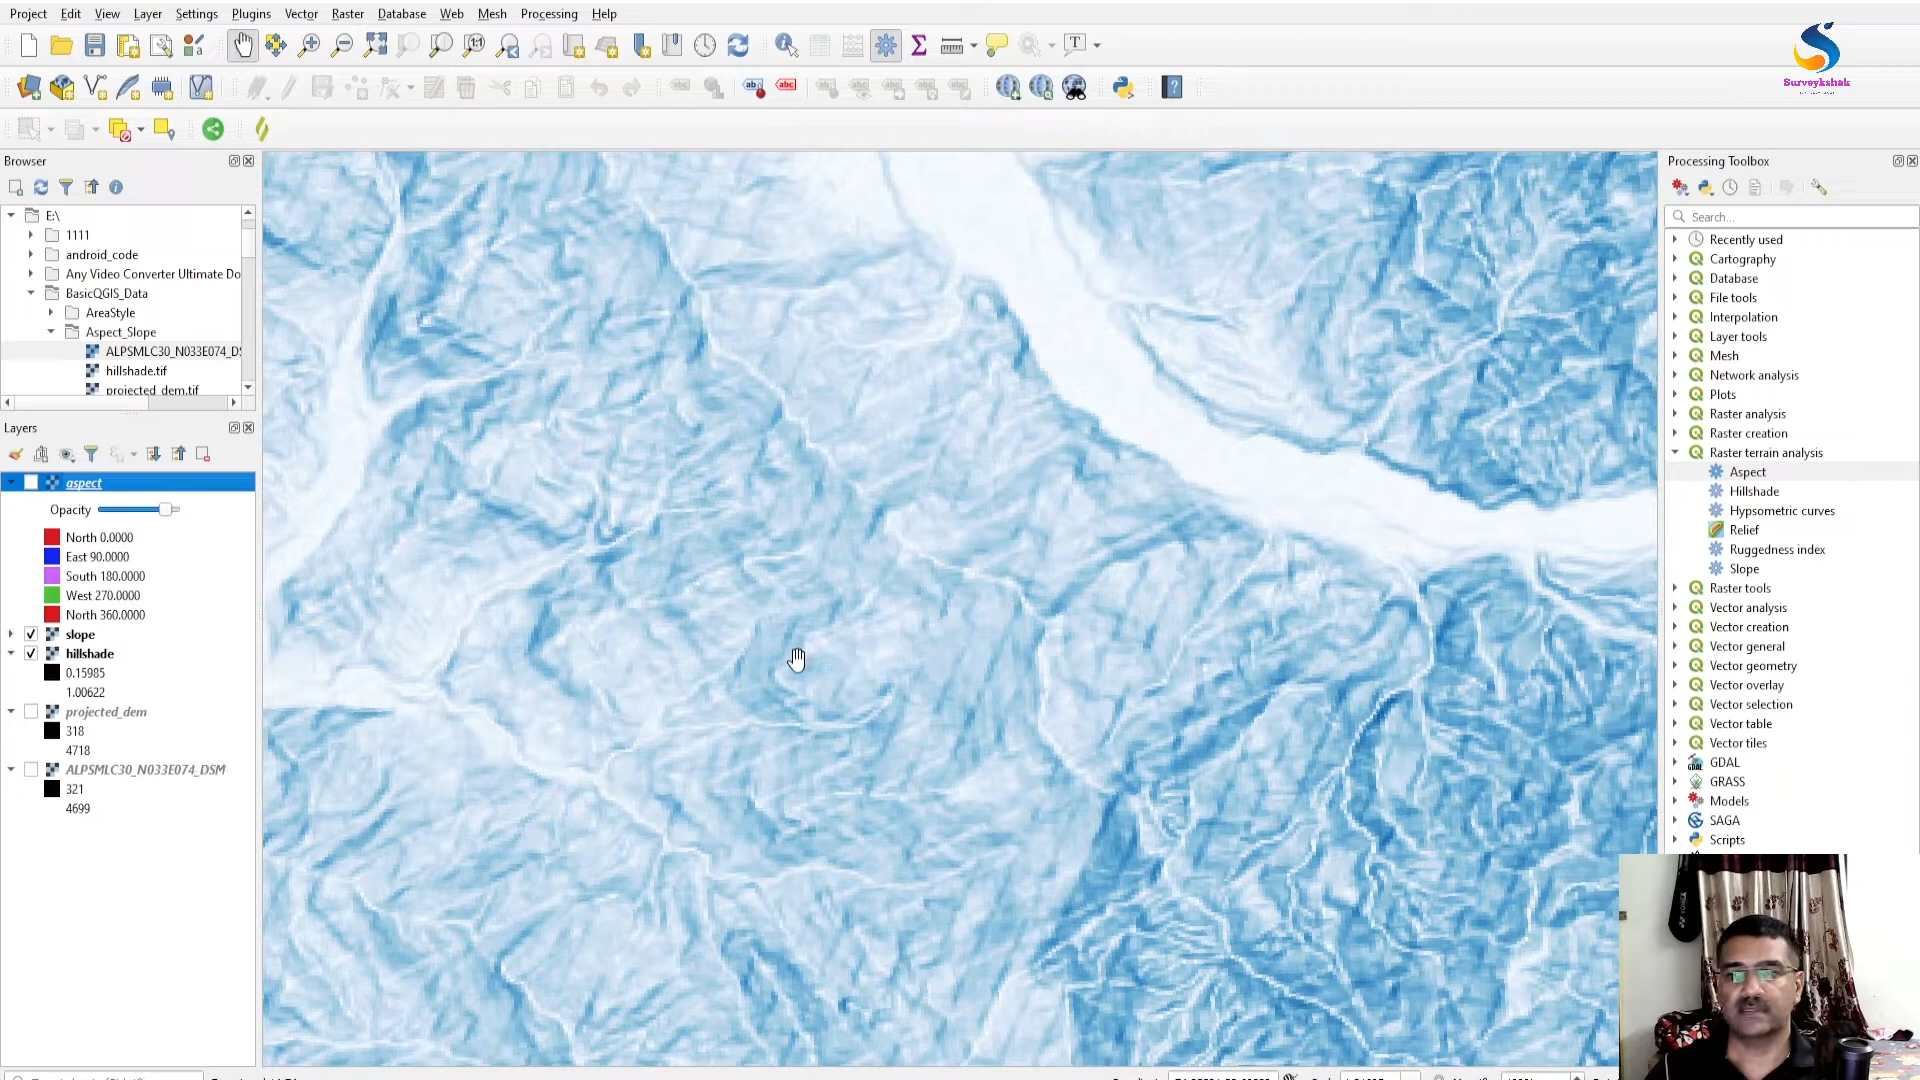 Project Edit View Layer Settings Plugins Vector Raster Database Web Mesh Processing Help
Surveykshak
Browser
E:\
1111
android_code
Any Video Converter Ultimate Do
BasicQGIS_Data
AreaStyle
Aspect_Slope
ALPSMLC30_N033E074_DS
hillshade.tif
projected_dem.tif
Layers
aspect
Opacity
North 0.0000
East 90.0000
South 180.0000
West 270.0000
North 360.0000
slope
hillshade
0.15985
1.00622
projected_dem
318
4718
ALPSMLC30_N033E074_DSM
321
4699
Processing Toolbox
Search...
Recently used
Cartography
Database
File tools
Interpolation
Layer tools
Mesh
Network analysis
Plots
Raster analysis
Raster creation
Raster terrain analysis
Aspect
Hillshade
Hypsometric curves
Relief
Ruggedness index
Slope
Raster tools
Vector analysis
Vector creation
Vector general
Vector geometry
Vector overlay
Vector selection
Vector table
Vector tiles
GDAL
GRASS
Models
SAGA
Scripts